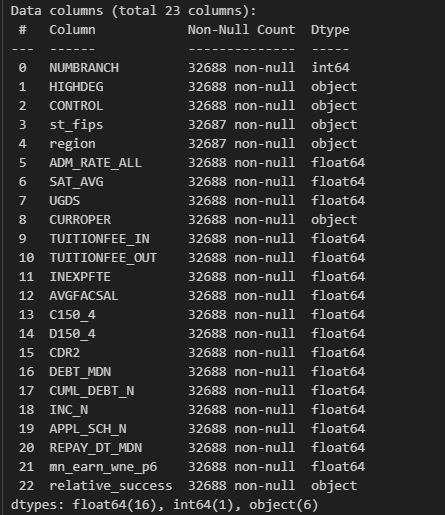 Data columns (total 23 columns):
 #   Column            Non-Null Count  Dtype
---  ------            --------------  -----
 0   NUMBRANCH         32688 non-null  int64
 1   HIGHDEG           32688 non-null  object
 2   CONTROL           32688 non-null  object
 3   st_fips           32687 non-null  object
 4   region            32687 non-null  object
 5   ADM_RATE_ALL      32688 non-null  float64
 6   SAT_AVG           32688 non-null  float64
 7   UGDS              32688 non-null  float64
 8   CURROPER          32688 non-null  object
 9   TUITIONFEE_IN     32688 non-null  float64
 10  TUITIONFEE_OUT    32688 non-null  float64
 11  INEXPFTE          32688 non-null  float64
 12  AVGFACSAL         32688 non-null  float64
 13  C150_4            32688 non-null  float64
 14  D150_4            32688 non-null  float64
 15  CDR2              32688 non-null  float64
 16  DEBT_MDN          32688 non-null  float64
 17  CUML_DEBT_N       32688 non-null  float64
 18  INC_N             32688 non-null  float64
 19  APPL_SCH_N        32688 non-null  float64
 20  REPAY_DT_MDN      32688 non-null  float64
 21  mn_earn_wne_p6    32688 non-null  float64
 22  relative_success  32688 non-null  object
dtypes: float64(16), int64(1), object(6)